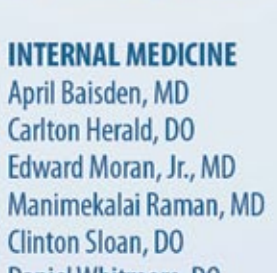 INTERNAL MEDICINE
April Baisden, MD
Carlton Herald, DO
Edward Moran, Jr., MD
Manimekalai Raman, MD
Clinton Sloan, DO